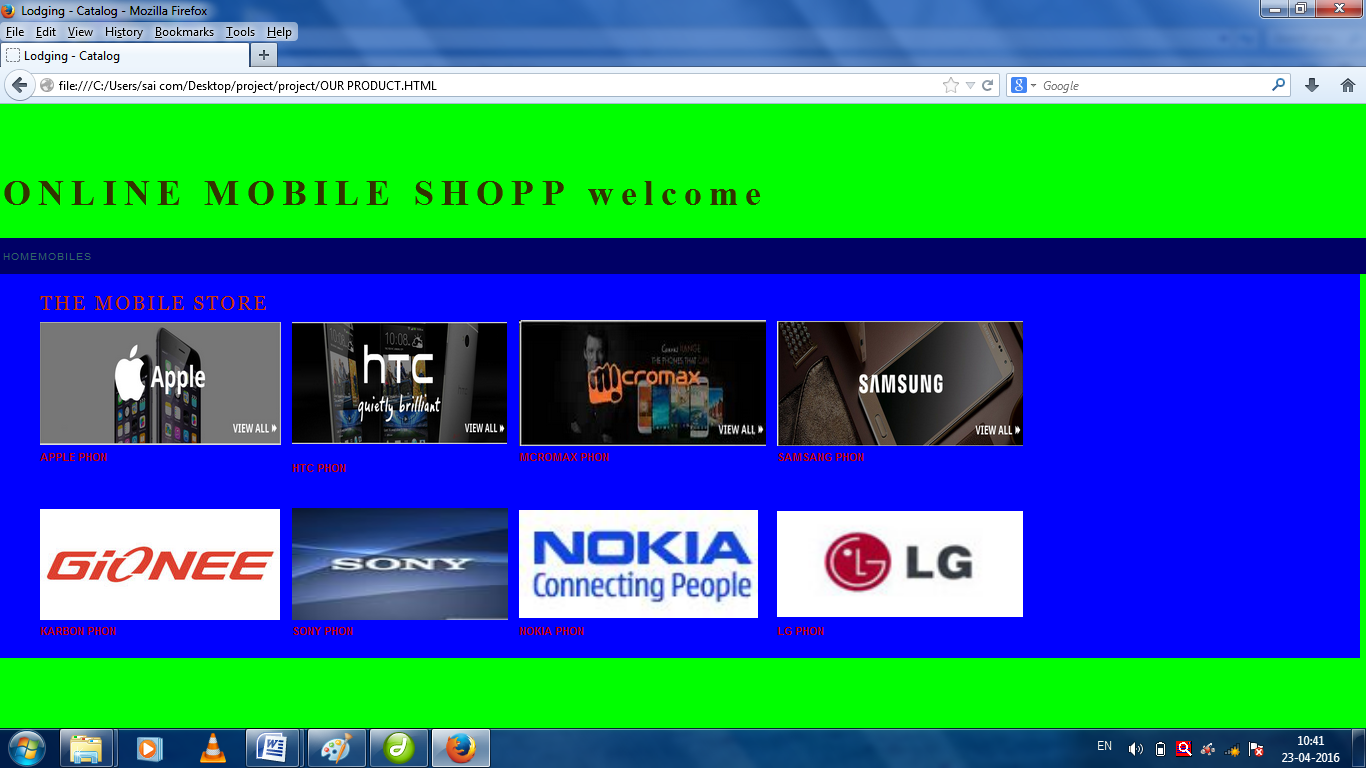 Lodging - Catalog - Mozilla Firefox
File Edit View History Bookmarks Tools Help
Lodging - Catalog
file:///C:/Users/sai com/Desktop/project/project/OUR PRODUCT.HTML
Google
ONLINE MOBILE SHOPP welcome
HOMEMOBILES
THE MOBILE STORE
Apple
VIEW ALL
10:08
hTC
quietly brilliant
VIEW ALL
RANGE
THE PHONES THAT CAN
mcromax
VIEW ALL
SAMSUNG
VIEW ALL
APPLE PHON
HTC PHON
MCROMAX PHON
SAMSANG PHON
GiONEE
SONY
NOKIA
Connecting People
LG
KARBON PHON
SONY PHON
NOKIA PHON
LG PHON
EN
10:41
23-04-2016